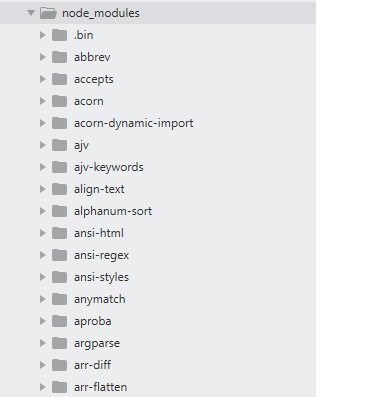 node_modules
.bin
abbrev
accepts
acorn
acorn-dynamic-import
ajv
ajv-keywords
align-text
alphanum-sort
ansi-html
ansi-regex
ansi-styles
anymatch
aproba
argparse
arr-diff
arr-flatten